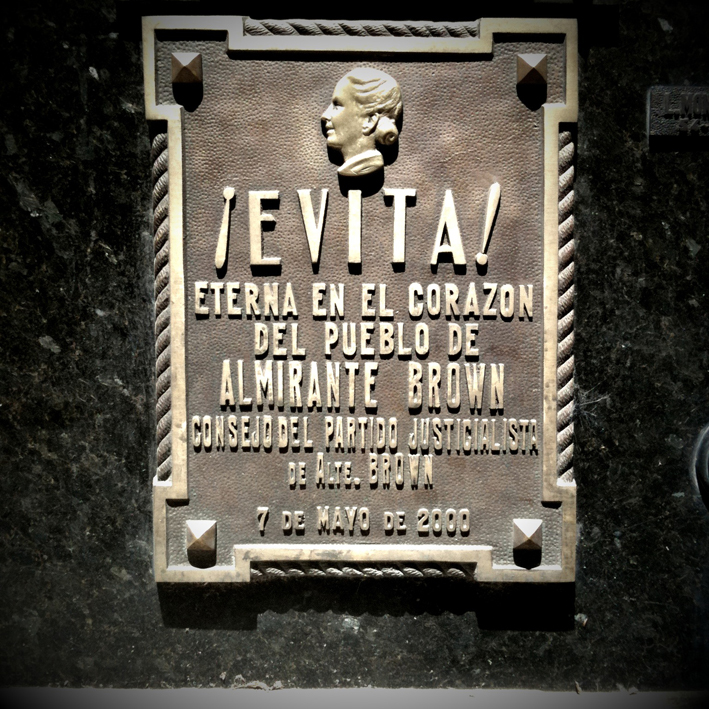 ¡EVITA!
ETERNA EN EL CORAZON
DEL PUEBLO DE
ALMIRANTE BROWN
CONSEJO DEL PARTIDO JUSTICIALISTA
DE ALTE. BROWN
7 DE MAYO DE 2000